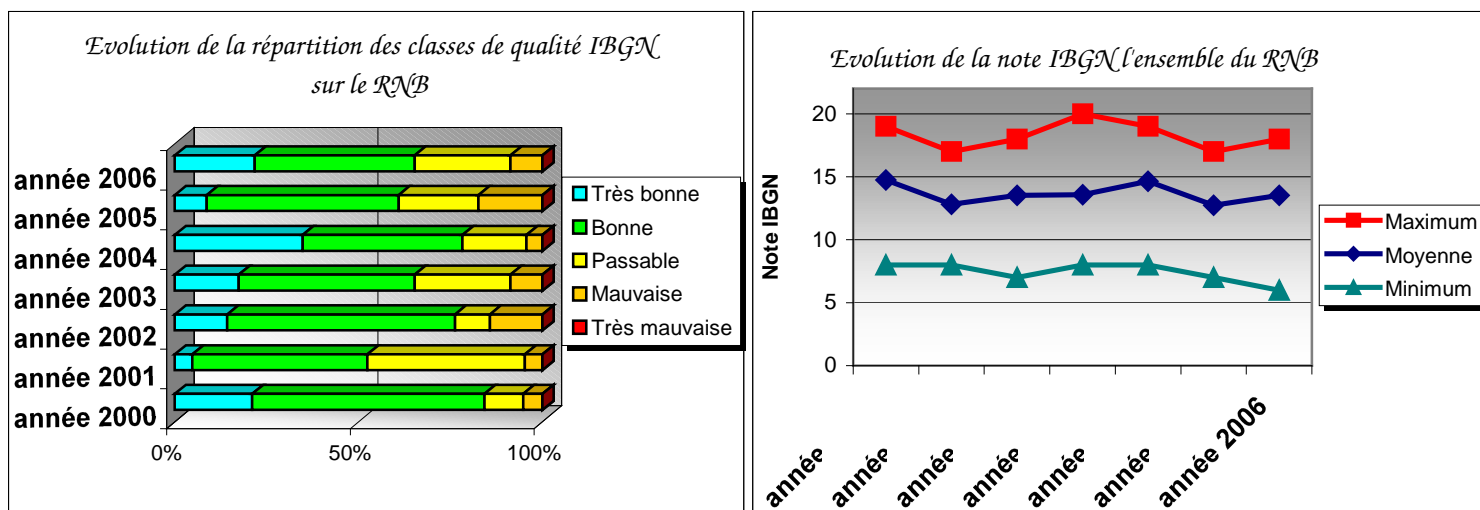 Evolution de la répartition des classes de qualité IBGN
sur le RNB
année 2006
année 2005
année 2004
année 2003
année 2002
année 2001
année 2000
0%
50%
100%
Très bonne
Bonne
Passable
Mauvaise
Très mauvaise
Evolution de la note IBGN l'ensemble du RNB
Note IBGN
20
15
10
5
0
année
année
année
année
année
année
année 2006
Maximum
Moyenne
Minimum